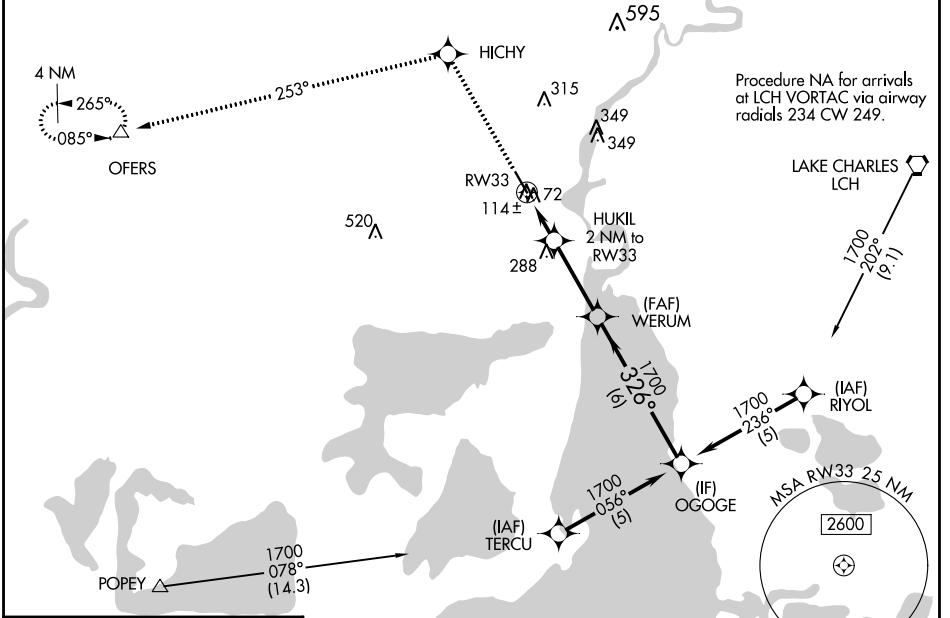 595
HICHY
4 NM
265°
085°
OFERS
253°
315
349
349
Procedure NA for arrivals
at LCH VORTAC via airway
radials 234 CW 249.
LAKE CHARLES
LCH
RW33
114±
72
520
HUKIL
2 NM to
RW33
288
1700
202°
(9.1)
(FAF)
WERUM
1700
326°
(6)
(IAF)
RIYOL
1700
236°
(5)
(IF)
OGOGE
MSA RW33 25 NM
2600
1700
056°
(5)
(IAF)
TERCU
1700
078°
(14.3)
POPEY